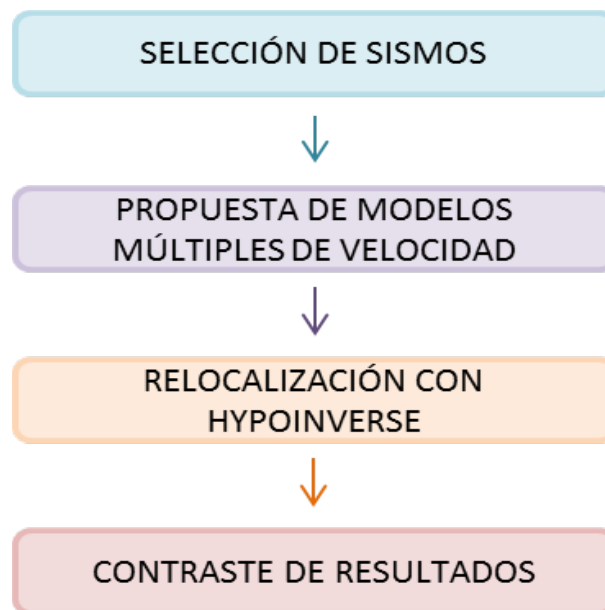 SELECCIÓN DE SISMOS
PROPUESTA DE MODELOS
MÚLTIPLES DE VELOCIDAD
RELOCALIZACIÓN CON
HYPOINVERSE
CONTRASTE DE RESULTADOS